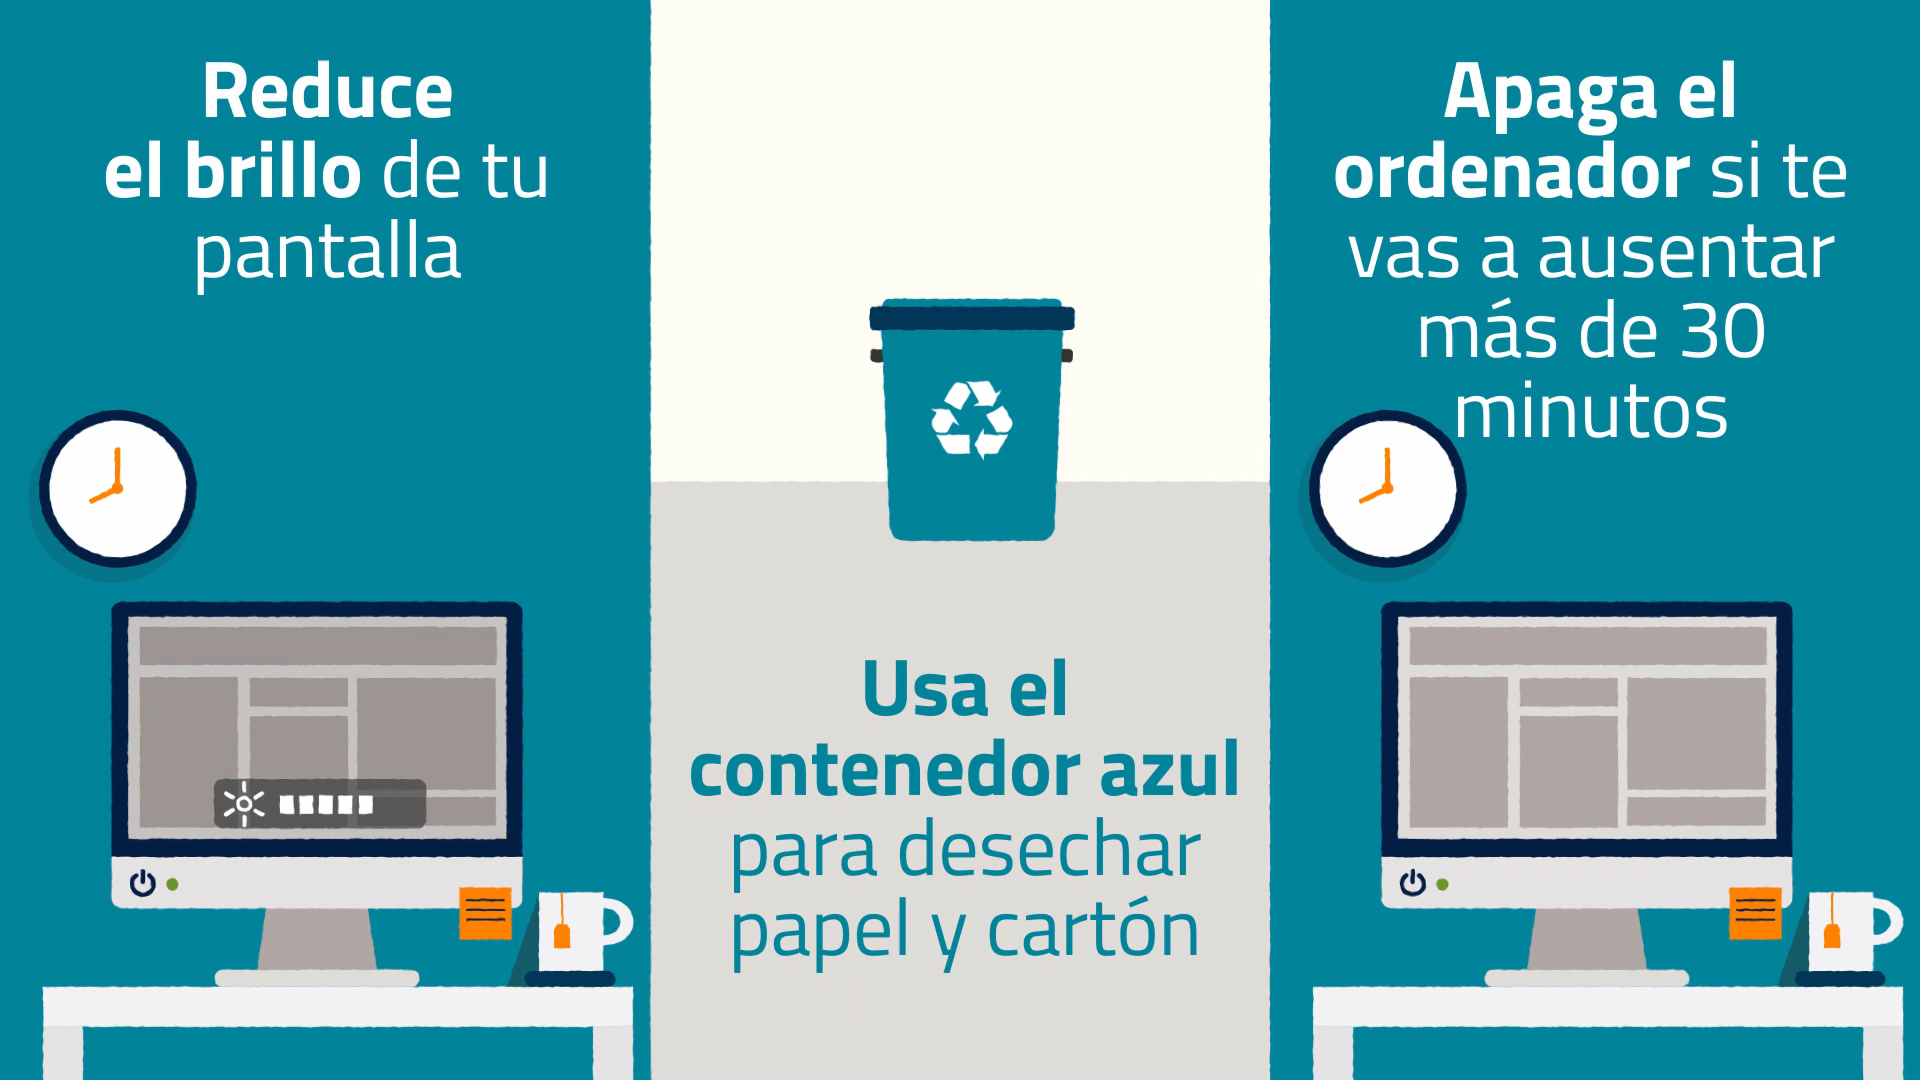 Reduce
el brillo de tu
pantalla
Usa el
contenedor azul
para desechar
papel y cartón
Apaga el
ordenador si te
vas a ausentar
más de 30
minutos